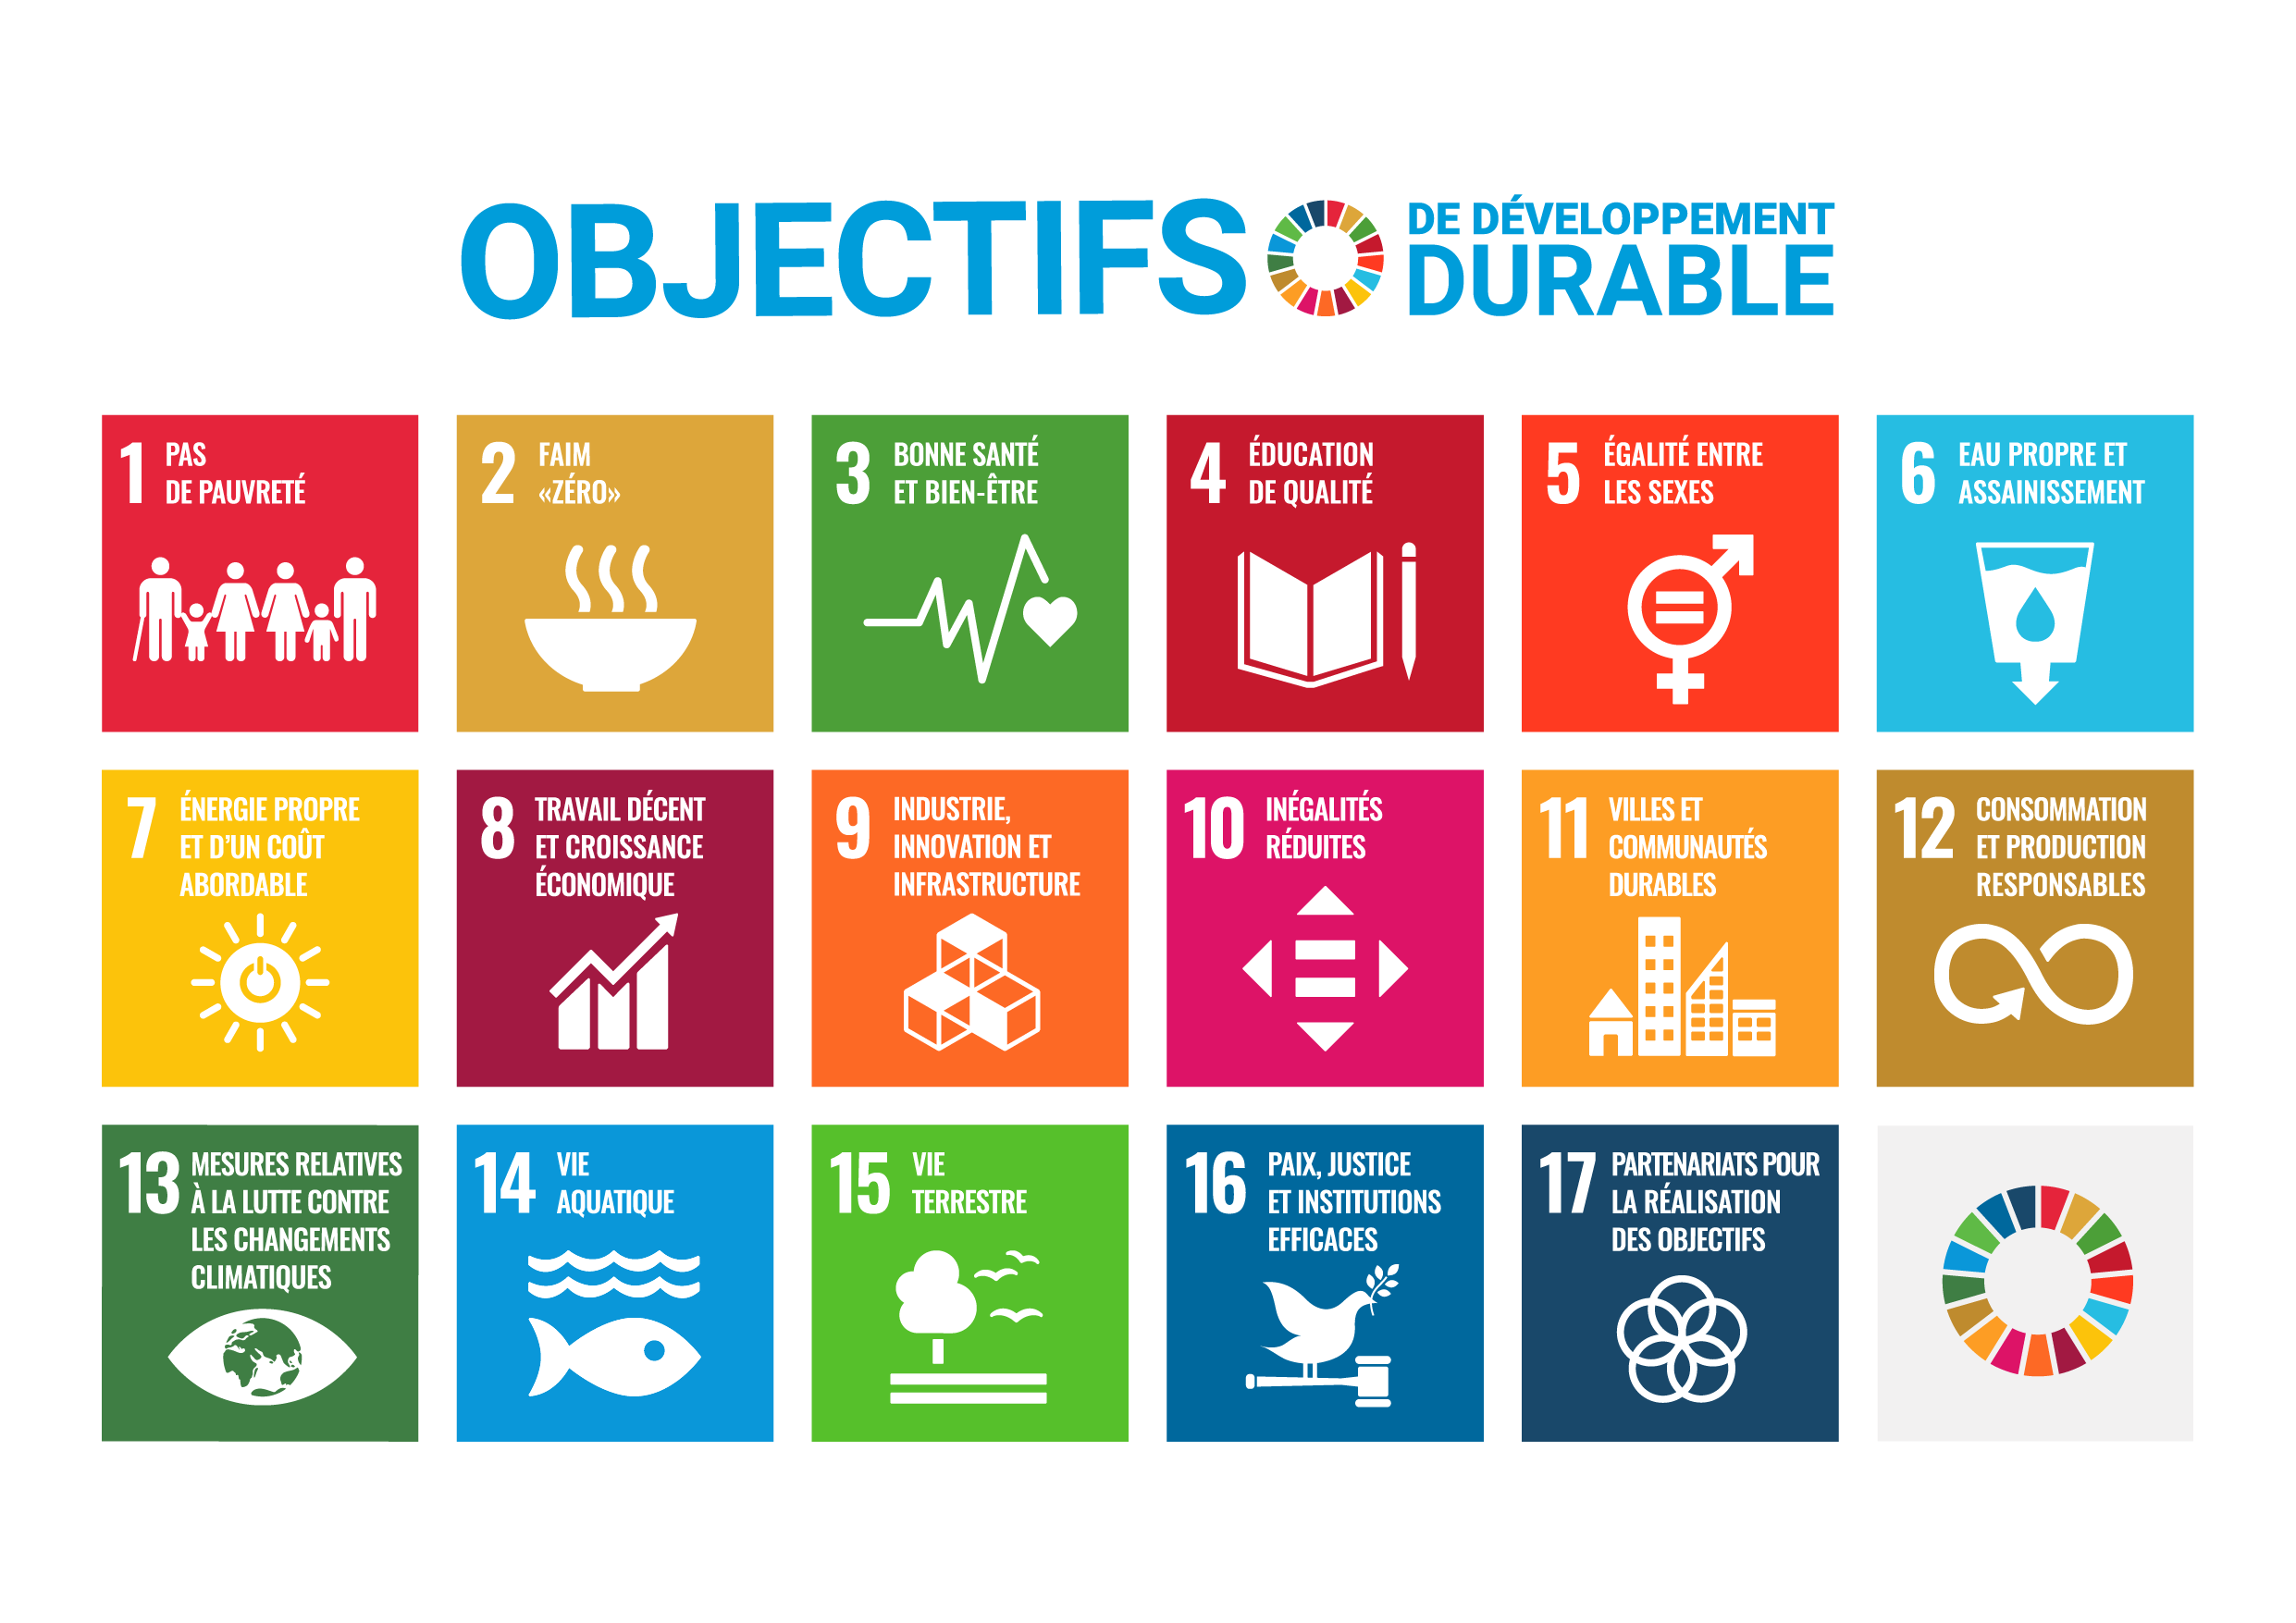 OBJECTIFS
DE DÉVELOPPEMENT
DURABLE
1 PAS
DE PAUVRETÉ
2 FAIM
«ZÉRO»
3 BONNE SANTÉ
ET BIEN-ÊTRE
4 ÉDUCATION
DE QUALITÉ
5 ÉGALITÉ ENTRE
LES SEXES
6 EAU PROPRE ET
ASSAINISSEMENT
7 ÉNERGIE PROPRE
ET D'UN COÛT
ABORDABLE
8 TRAVAIL DÉCENT
ET CROISSANCE
ÉCONOMIQUE
9 INDUSTRIE,
INNOVATION ET
INFRASTRUCTURE
10 INÉGALITÉS
RÉDUITES
11 VILLES ET
COMMUNAUTÉS
DURABLES
12 CONSOMMATION
ET PRODUCTION
RESPONSABLES
13 MESURES RELATIVES
À LA LUTTE CONTRE
LES CHANGEMENTS
CLIMATIQUES
14 VIE
AQUATIQUE
15 VIE
TERRESTRE
16 PAIX, JUSTICE
ET INSTITUTIONS
EFFICACES
17 PARTENARIATS POUR
LA RÉALISATION
DES OBJECTIFS